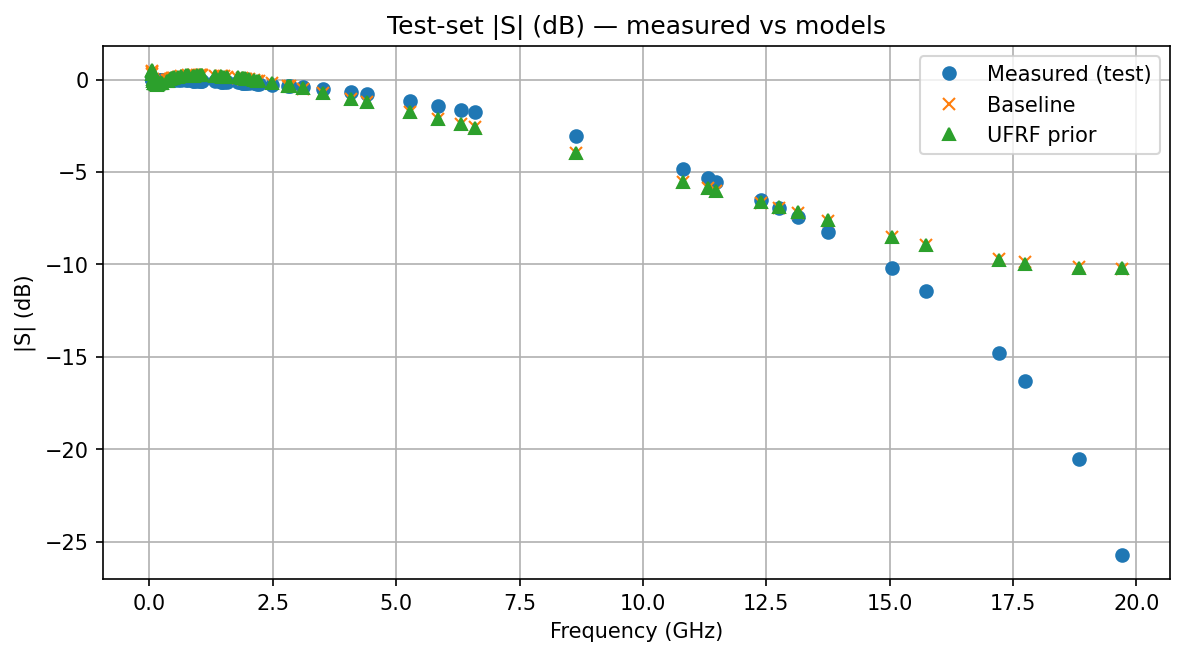 Test-set |S| (dB) — measured vs models
Measured (test)
Baseline
UFRF prior
|S| (dB)
0
−5
−10
−15
−20
−25
0.0 2.5 5.0 7.5 10.0 12.5 15.0 17.5 20.0
Frequency (GHz)